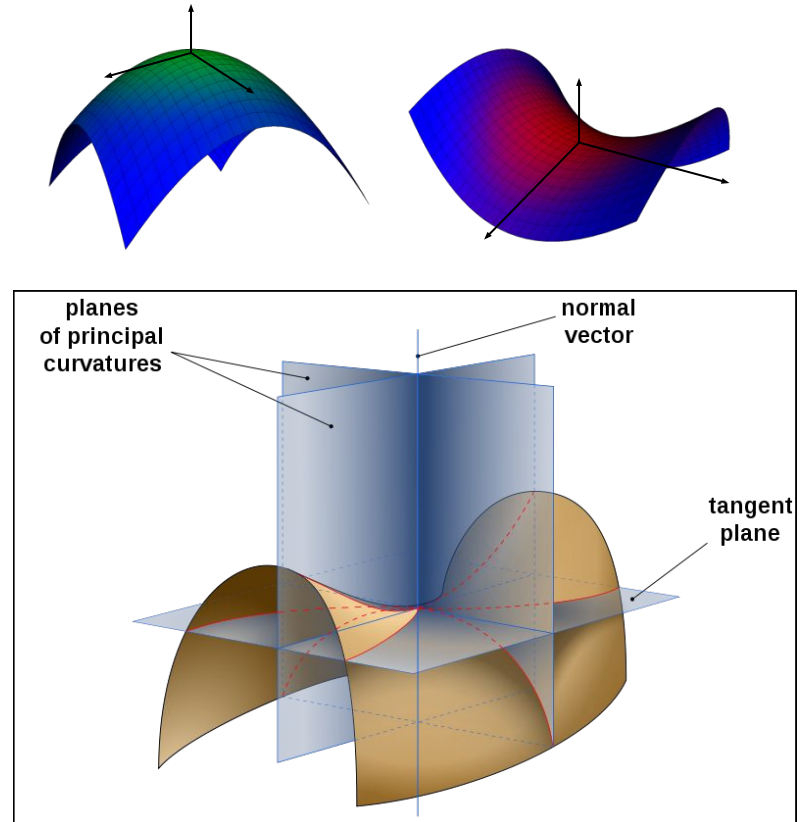 planes
of principal
curvatures
normal
vector
tangent
plane